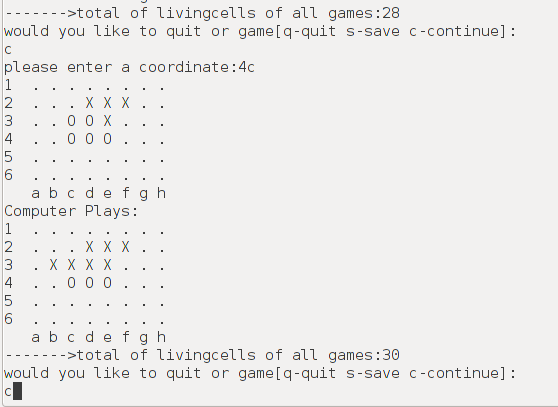 ------->total of livingcells of all games:28
would you like to quit or game[q-quit s-save c-continue]:
c
please enter a coordinate:4c
1  . . . . . . . .
2  . . . X X X . .
3  . . O O X . . .
4  . . O O O . . .
5  . . . . . . . .
6  . . . . . . . .
   a b c d e f g h
Computer Plays:
1  . . . . . . . .
2  . . . X X X . .
3  . X X X X . . .
4  . . O O O . . .
5  . . . . . . . .
6  . . . . . . . .
   a b c d e f g h
------->total of livingcells of all games:30
would you like to quit or game[q-quit s-save c-continue]:
c